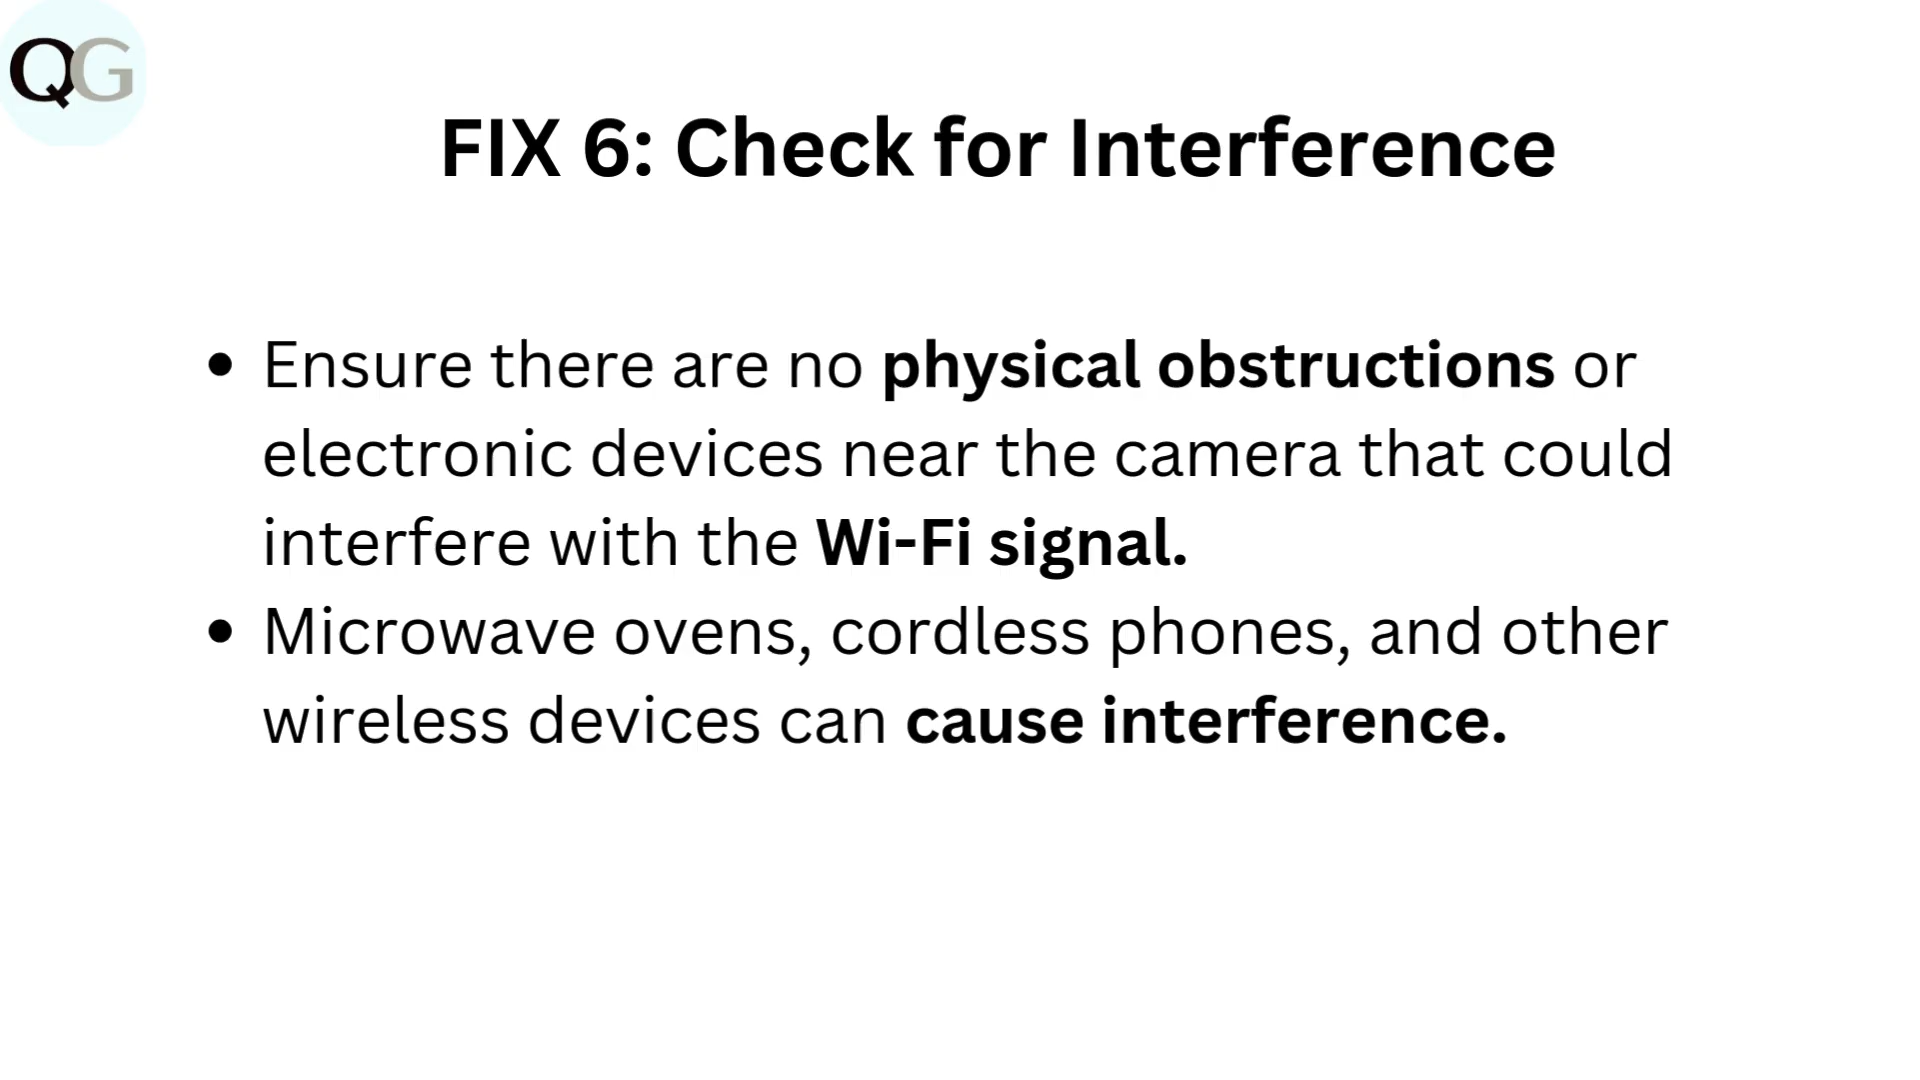 QG
FIX 6: Check for Interference
• Ensure there are no physical obstructions or
electronic devices near the camera that could
interfere with the Wi-Fi signal.
• Microwave ovens, cordless phones, and other
wireless devices can cause interference.